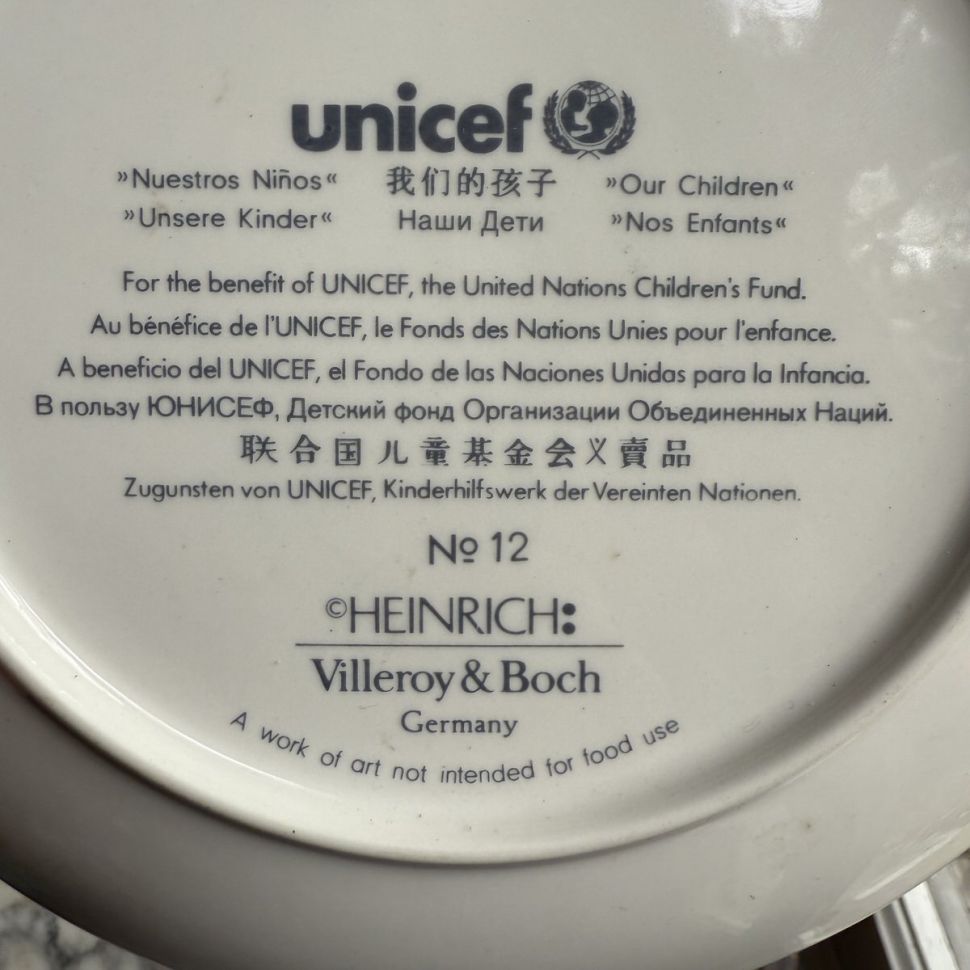 unicef
»Nuestros Niños« 我们的孩子 »Our Children«
»Unsere Kinder« Наши Дети »Nos Enfants«
For the benefit of UNICEF, the United Nations Children's Fund.
Au bénéfice de l'UNICEF, le Fonds des Nations Unies pour l'enfance.
A beneficio del UNICEF, el Fondo de las Naciones Unidas para la Infancia.
В пользу ЮНИСЕФ, Детский фонд Организации Объединенных Наций.
联合国儿童基金会义賣品
Zugunsten von UNICEF, Kinderhilfswerk der Vereinten Nationen.
Nº 12
©HEINRICH:
Villeroy & Boch
Germany
A work of art not intended for food use